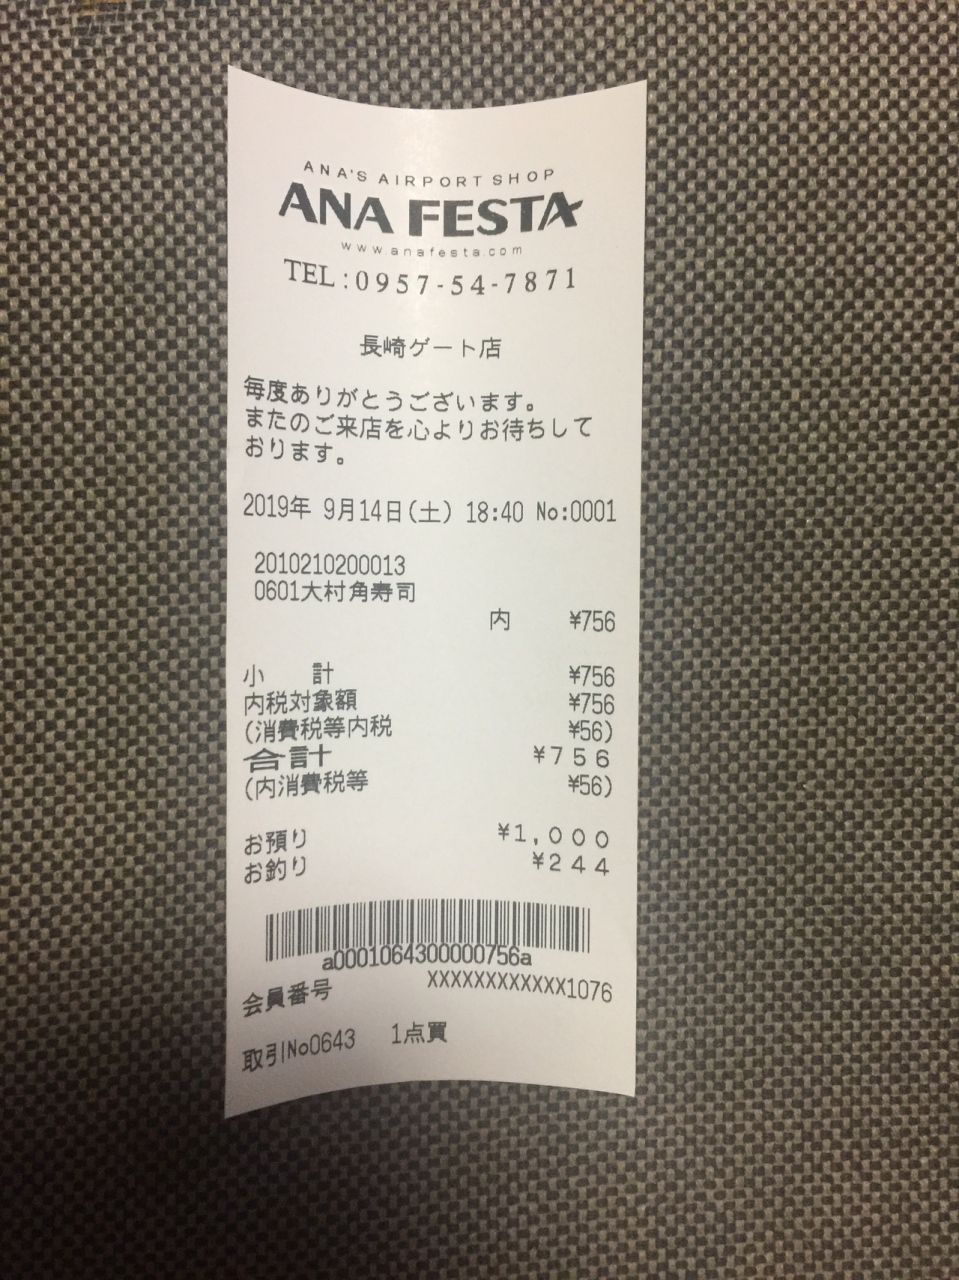 ANA'S AIRPORT SHOP
ANA FESTA
www.anafesta.com
TEL:0957-54-7871
長崎ゲート店
毎度ありがとうございます。
またのご来店を心よりお待ちして
おります。
2019年 9月14日(土) 18:40 No:0001
2010210200013
0601大村角寿司
内 ¥756
小 計 ¥756
内税対象額 ¥756
(消費税等内税 ¥56)
合計 ¥756
(内消費税等 ¥56)
お預り ¥1,000
お釣り ¥244
a0001064300000756a
会員番号 XXXXXXXXXXXX1076
取引No0643 1点買